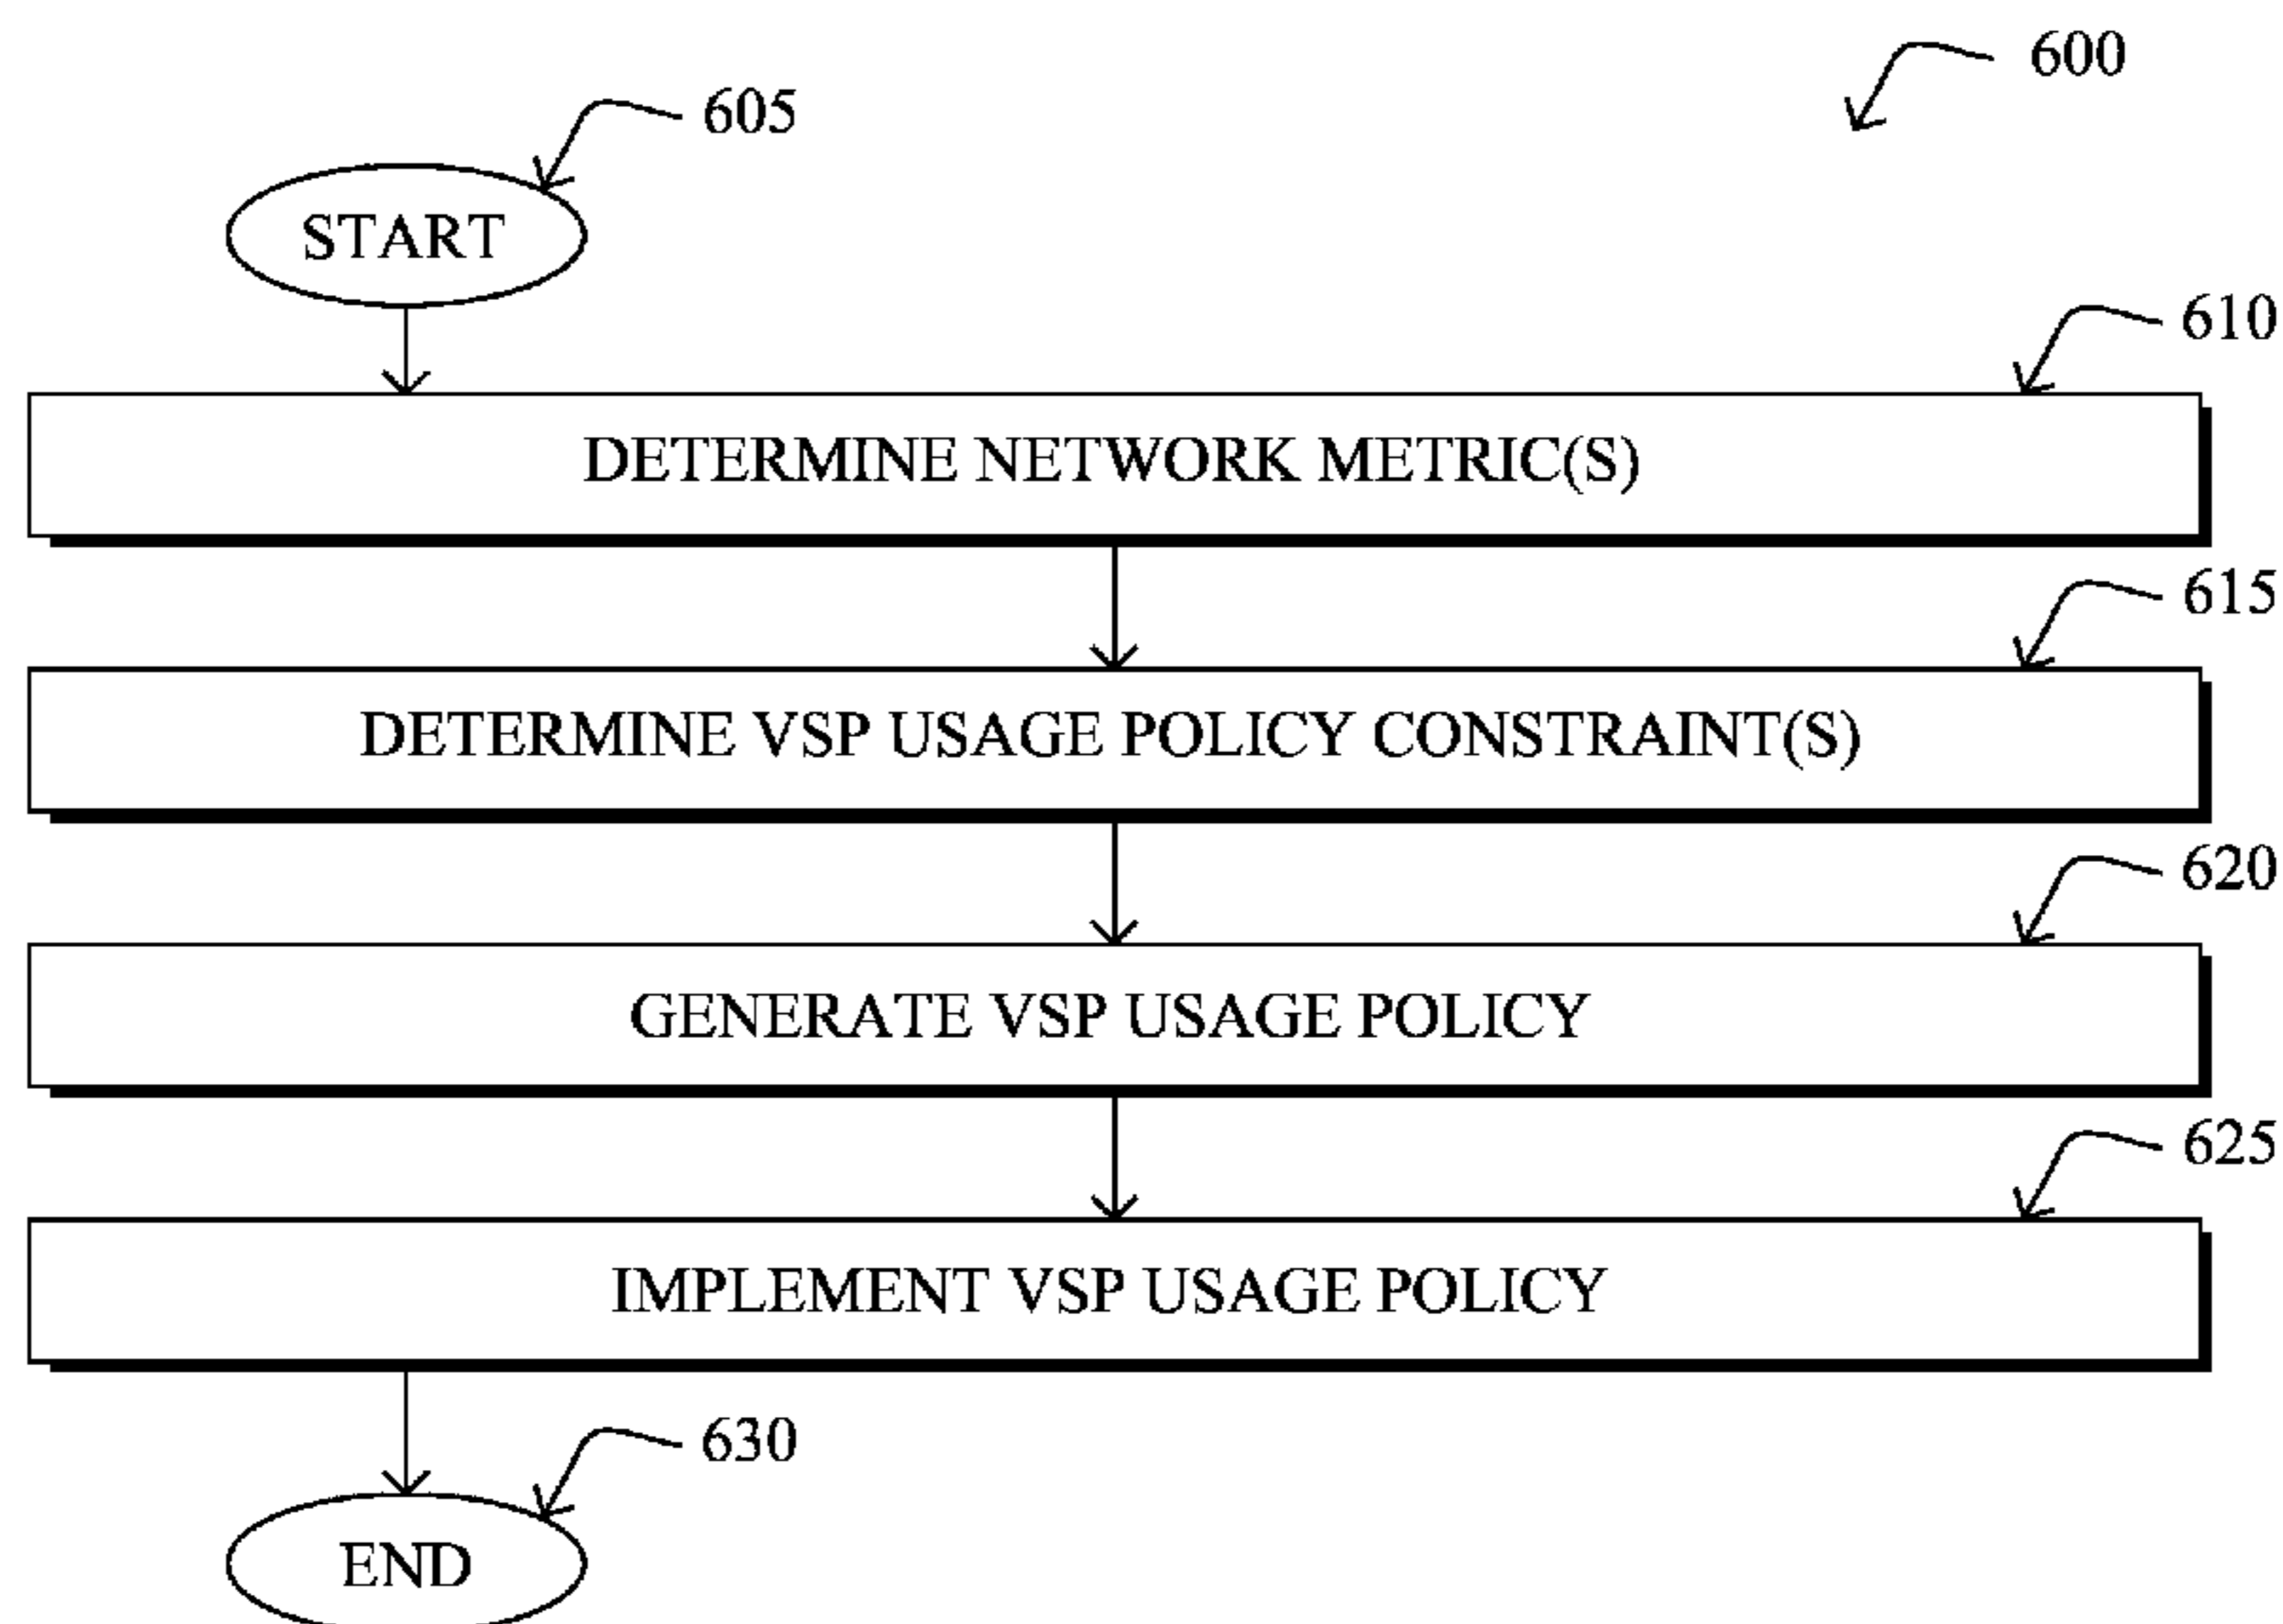 600
605
START
610
DETERMINE NETWORK METRIC(S)
615
DETERMINE VSP USAGE POLICY CONSTRAINT(S)
620
GENERATE VSP USAGE POLICY
625
IMPLEMENT VSP USAGE POLICY
630
END